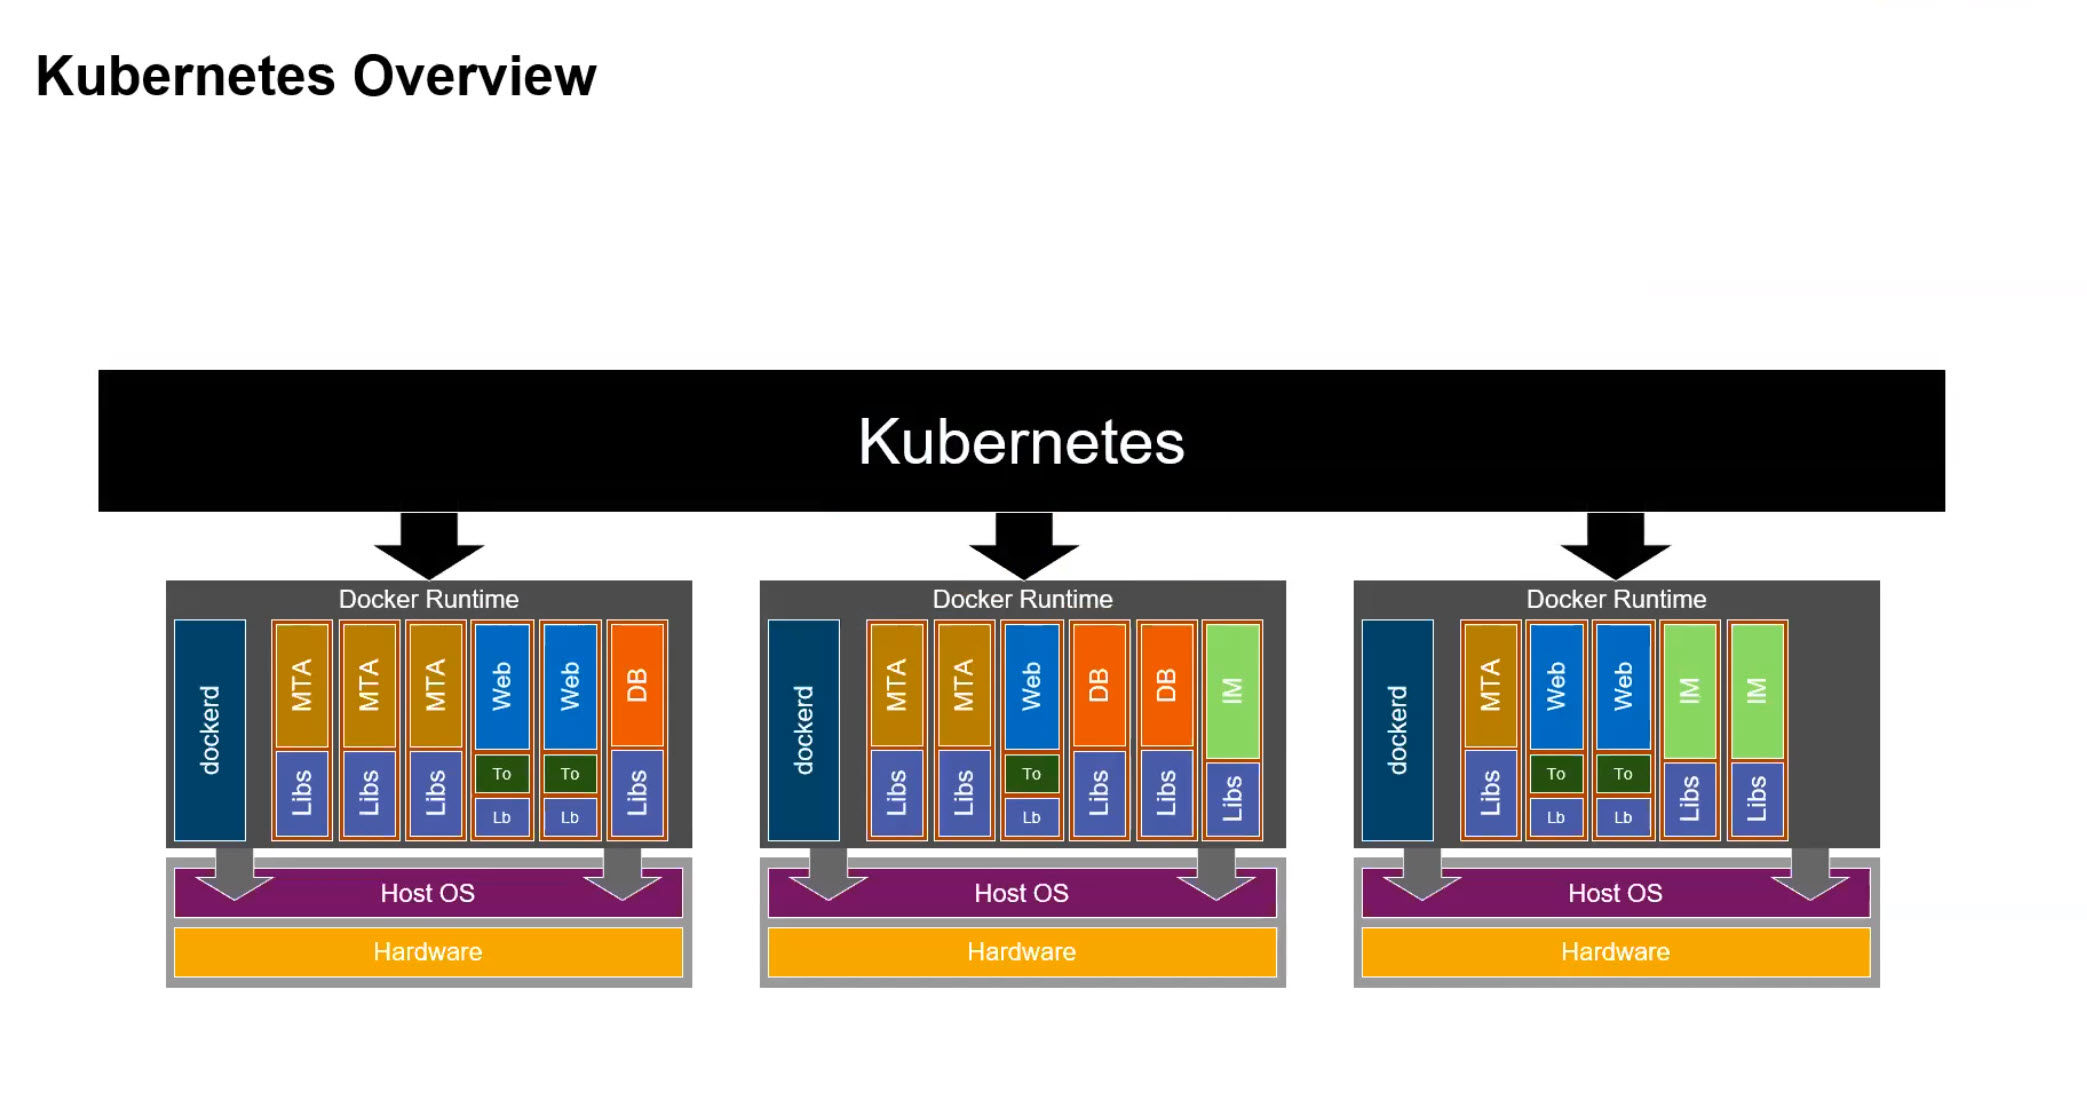 Kubernetes Overview
Kubernetes
Docker Runtime
dockerd
MTA
Libs
MTA
Libs
MTA
Libs
Web
To
Lb
Web
To
Lb
DB
Libs
Host OS
Hardware
Docker Runtime
dockerd
MTA
Libs
MTA
Libs
Web
To
Lb
DB
Libs
DB
Libs
IM
Libs
Host OS
Hardware
Docker Runtime
dockerd
MTA
Libs
Web
To
Lb
Web
To
Lb
IM
Libs
IM
Libs
Host OS
Hardware